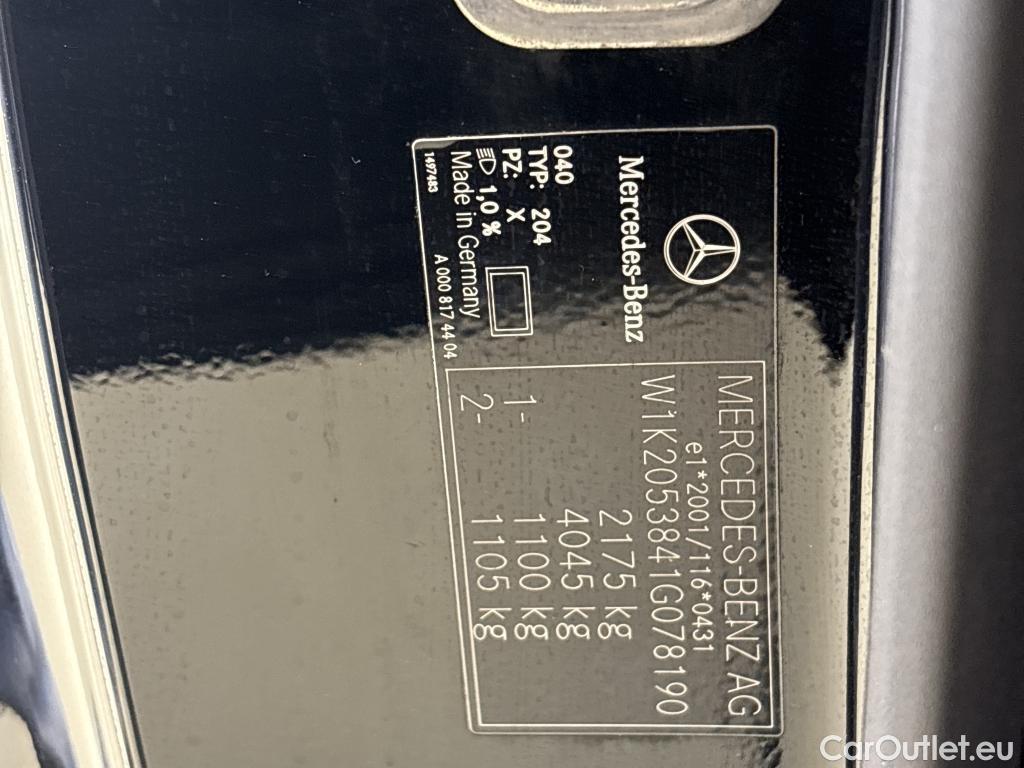 Mercedes-Benz
040
TYP: 204
PZ: X
1,0 %
Made in Germany
1497483
A 000 817 44 04
MERCEDES-BENZ AG
e1*2001/116*0431
W1K2053841G078190
2175 kg
4045 kg
1- 1100 kg
2- 1105 kg
CarOutlet.eu